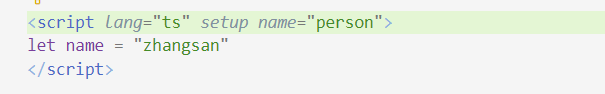 <script lang="ts" setup name="person">
let name = "zhangsan"
</script>